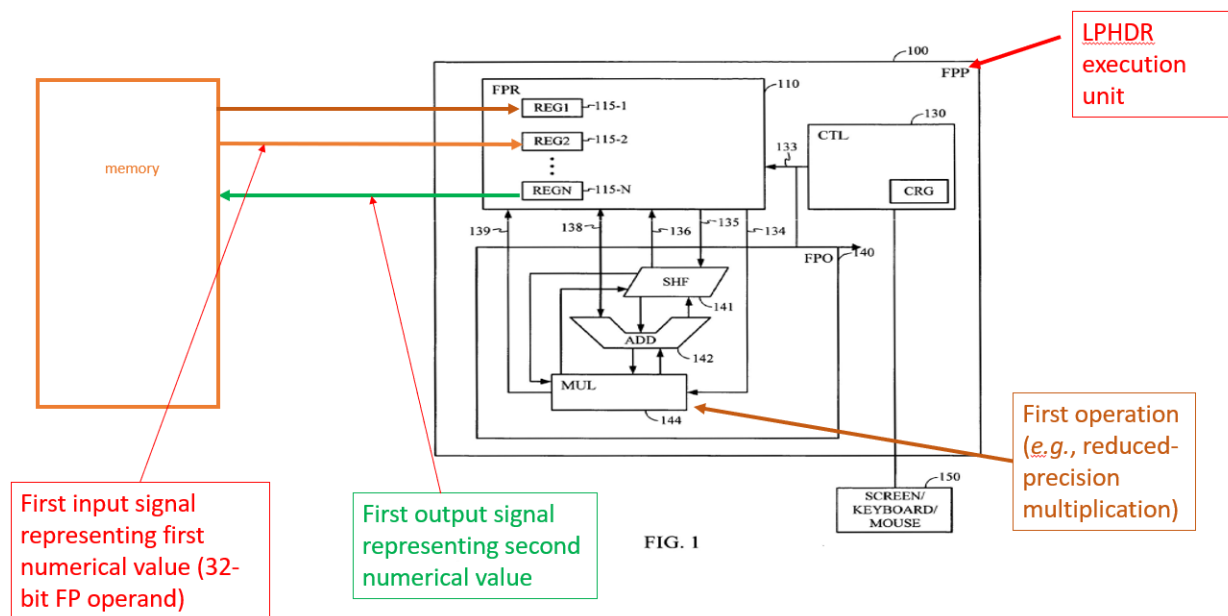 LPHDR
execution
unit
100
FPP
FPR
110
REG1
115-1
REG2
115-2
REGN
115-N
memory
130
CTL
133
CRG
139
138
136
135
134
140
FPO
SHF
141
ADD
142
MUL
144
First operation
(e.g., reduced-
precision
multiplication)
150
SCREEN/
KEYBOARD/
MOUSE
First input signal
representing first
numerical value (32-
bit FP operand)
First output signal
representing second
numerical value
FIG. 1